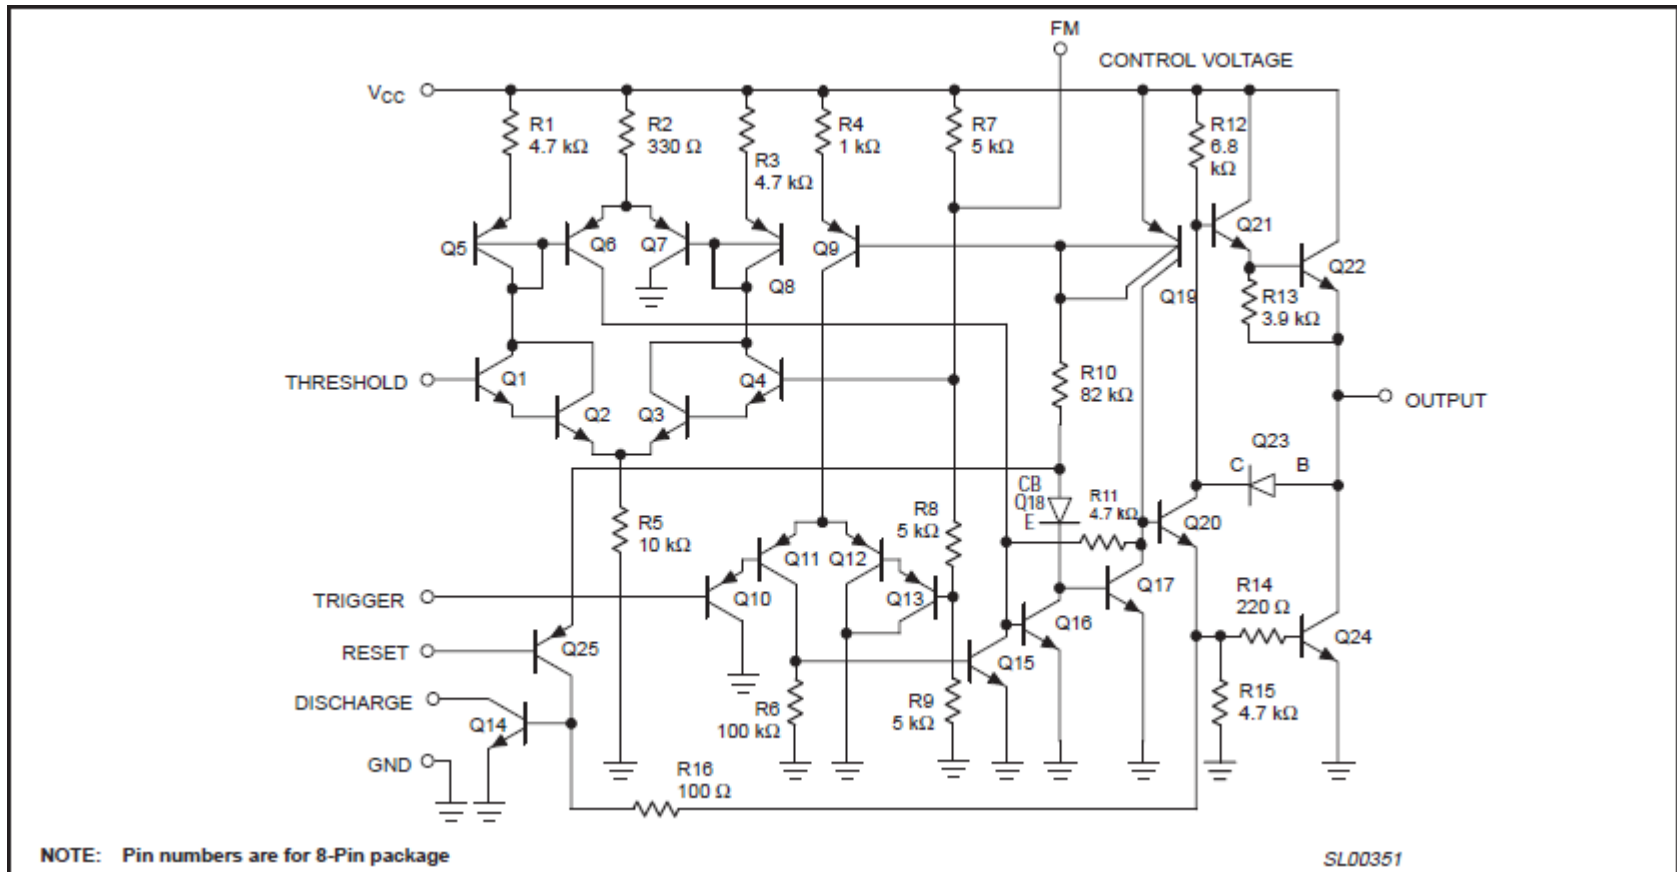 FM
CONTROL VOLTAGE
VCC
R1
4.7 kΩ
R2
330 Ω
R3
4.7 kΩ
R4
1 kΩ
R7
5 kΩ
R12
6.8
kΩ
Q5
Q6
Q7
Q8
Q9
Q19
Q21
Q22
R13
3.9 kΩ
THRESHOLD
Q1
Q2
Q3
Q4
R10
82 kΩ
OUTPUT
Q23
C
B
CB
Q18
E
R11
4.7 kΩ
Q20
R5
10 kΩ
R8
5 kΩ
Q11
Q12
Q10
Q13
Q17
TRIGGER
R14
220 Ω
Q16
Q24
RESET
Q25
Q15
DISCHARGE
Q14
R6
100 kΩ
R9
5 kΩ
R15
4.7 kΩ
GND
R16
100 Ω
NOTE: Pin numbers are for 8-Pin package
SL00351